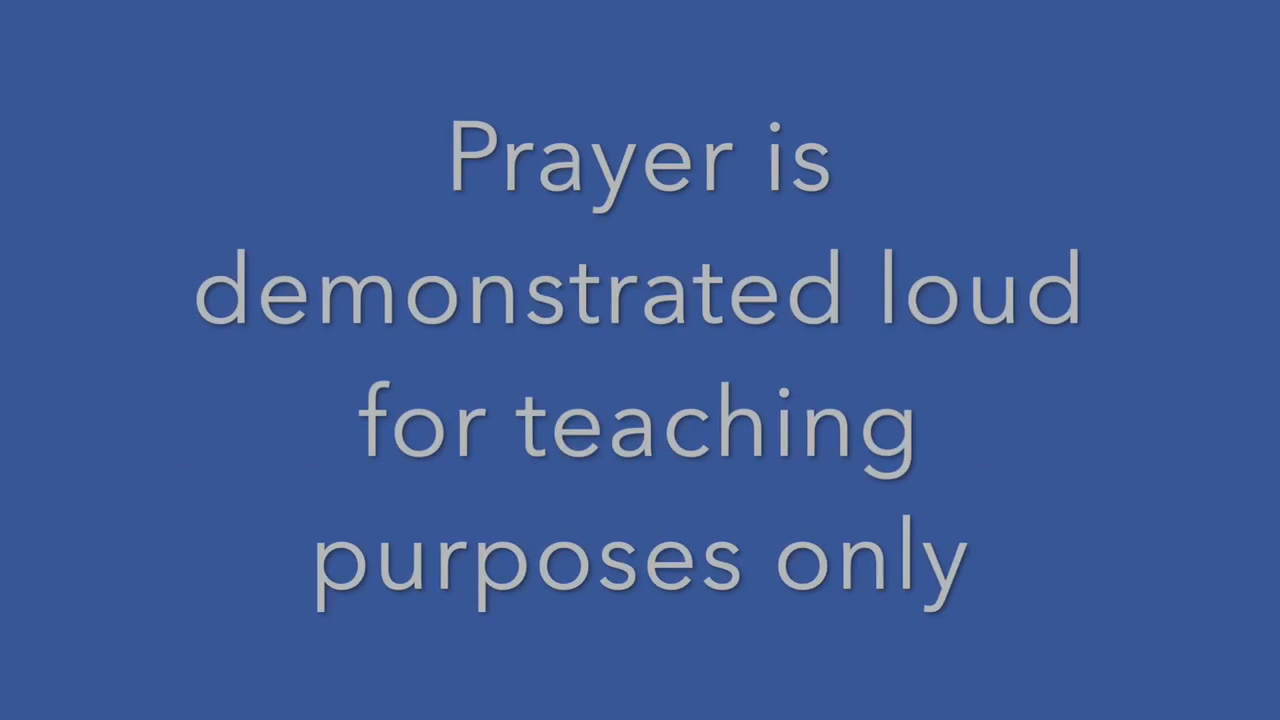 Prayer is
demonstrated loud
for teaching
purposes only